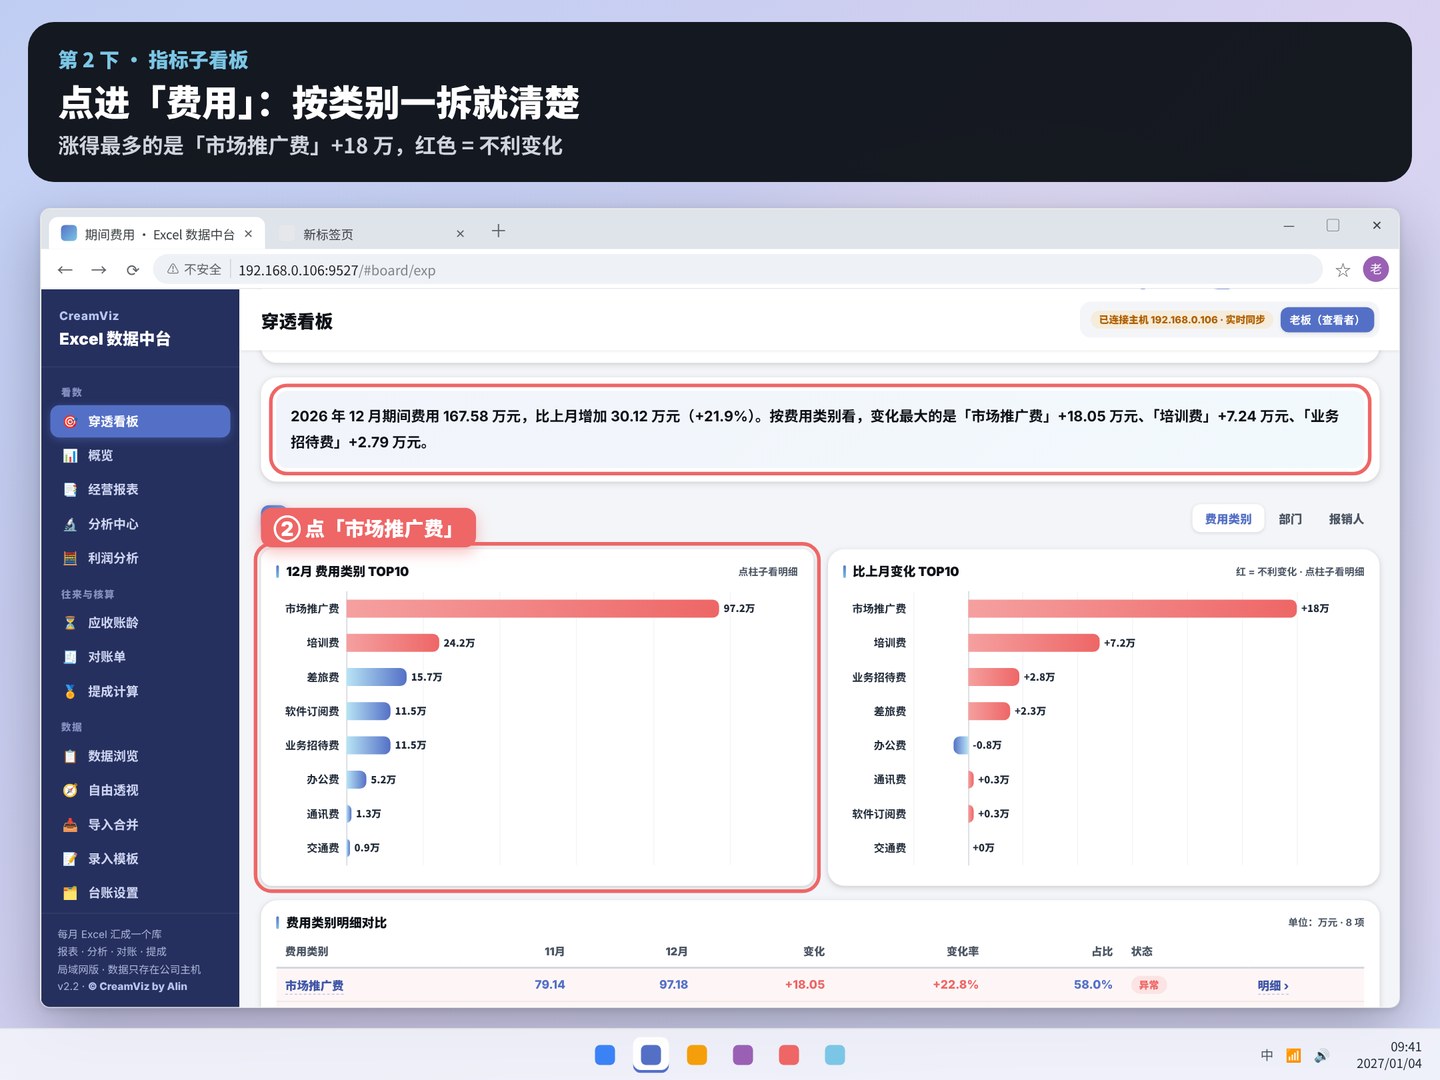 第 2 下 · 指标子看板
点进「费用」：按类别一拆就清楚
涨得最多的是「市场推广费」+18 万，红色 = 不利变化
期间费用 · Excel 数据中台
新标签页
不安全
192.168.0.106:9527/#board/exp
老
CreamViz
Excel 数据中台
看数
穿透看板
概览
经营报表
分析中心
利润分析
往来与核算
应收账龄
对账单
提成计算
数据
数据浏览
自由透视
导入合并
录入模板
台账设置
每月 Excel 汇成一个库
报表 · 分析 · 对账 · 提成
局域网版 · 数据只存在公司主机
v2.2 · © CreamViz by Alin
穿透看板
已连接主机 192.168.0.106 · 实时同步
老板（查看者）
2026 年 12 月期间费用 167.58 万元，比上月增加 30.12 万元（+21.9%）。按费用类别看，变化最大的是「市场推广费」+18.05 万元、「培训费」+7.24 万元、「业务
招待费」+2.79 万元。
② 点「市场推广费」
费用类别 部门 报销人
12月 费用类别 TOP10
点柱子看明细
市场推广费 97.2万
培训费 24.2万
差旅费 15.7万
软件订阅费 11.5万
业务招待费 11.5万
办公费 5.2万
通讯费 1.3万
交通费 0.9万
比上月变化 TOP10
红 = 不利变化 · 点柱子看明细
市场推广费 +18万
培训费 +7.2万
业务招待费 +2.8万
差旅费 +2.3万
办公费 -0.8万
通讯费 +0.3万
软件订阅费 +0.3万
交通费 +0万
费用类别明细对比
单位：万元 · 8 项
费用类别 11月 12月 变化 变化率 占比 状态
市场推广费 79.14 97.18 +18.05 +22.8% 58.0% 异常 明细 ›
中
09:41
2027/01/04